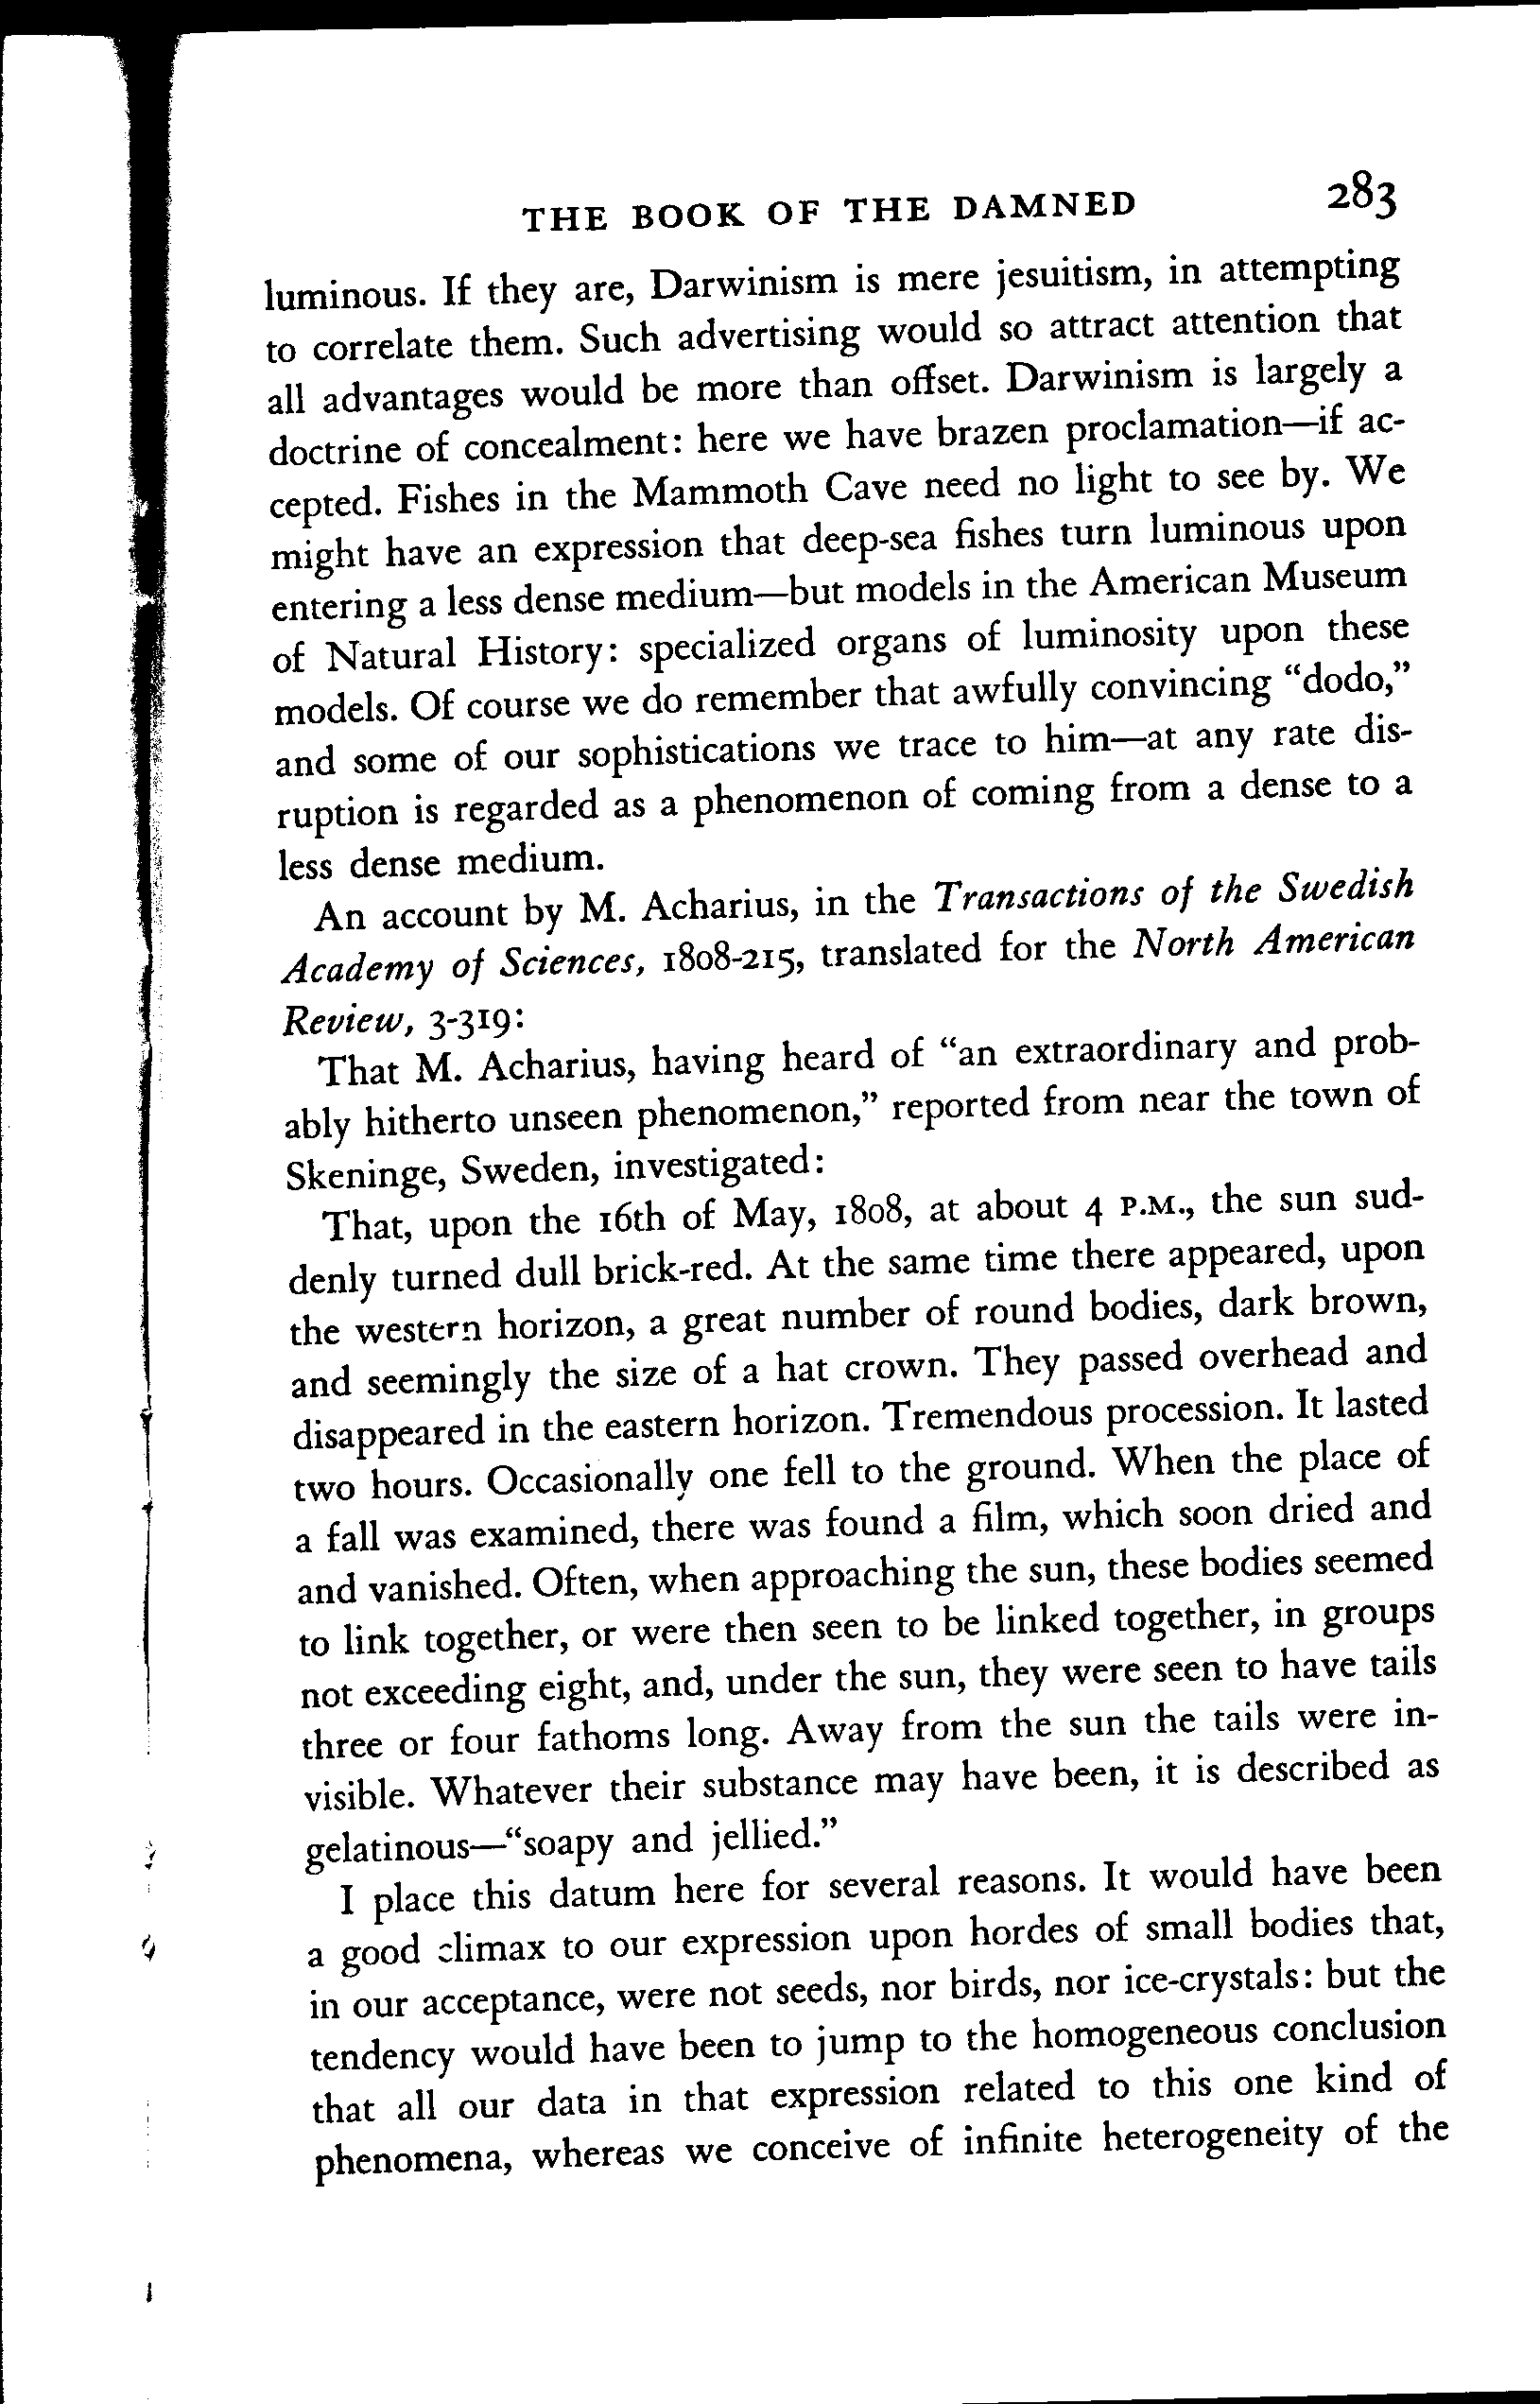 THE BOOK OF THE DAMNED 283
luminous. If they are, Darwinism is mere jesuitism, in attempting
to correlate them. Such advertising would so attract attention that
all advantages would be more than offset. Darwinism is largely a
doctrine of concealment: here we have brazen proclamation—if ac-
cepted. Fishes in the Mammoth Cave need no light to see by. We
might have an expression that deep-sea fishes turn luminous upon
entering a less dense medium—but models in the American Museum
of Natural History: specialized organs of luminosity upon these
models. Of course we do remember that awfully convincing “dodo,”
and some of our sophistications we trace to him—at any rate dis-
ruption is regarded as a phenomenon of coming from a dense to a
less dense medium.
An account by M. Acharius, in the Transactions of the Swedish
Academy of Sciences, 1808-215, translated for the North American
Review, 3-319:
That M. Acharius, having heard of “an extraordinary and prob-
ably hitherto unseen phenomenon,” reported from near the town of
Skeninge, Sweden, investigated:
That, upon the 16th of May, 1808, at about 4 P.M., the sun sud-
denly turned dull brick-red. At the same time there appeared, upon
the western horizon, a great number of round bodies, dark brown,
and seemingly the size of a hat crown. They passed overhead and
disappeared in the eastern horizon. Tremendous procession. It lasted
two hours. Occasionally one fell to the ground. When the place of
a fall was examined, there was found a film, which soon dried and
and vanished. Often, when approaching the sun, these bodies seemed
to link together, or were then seen to be linked together, in groups
not exceeding eight, and, under the sun, they were seen to have tails
three or four fathoms long. Away from the sun the tails were in-
visible. Whatever their substance may have been, it is described as
gelatinous—“soapy and jellied.”
I place this datum here for several reasons. It would have been
a good climax to our expression upon hordes of small bodies that,
in our acceptance, were not seeds, nor birds, nor ice-crystals: but the
tendency would have been to jump to the homogeneous conclusion
that all our data in that expression related to this one kind of
phenomena, whereas we conceive of infinite heterogeneity of the